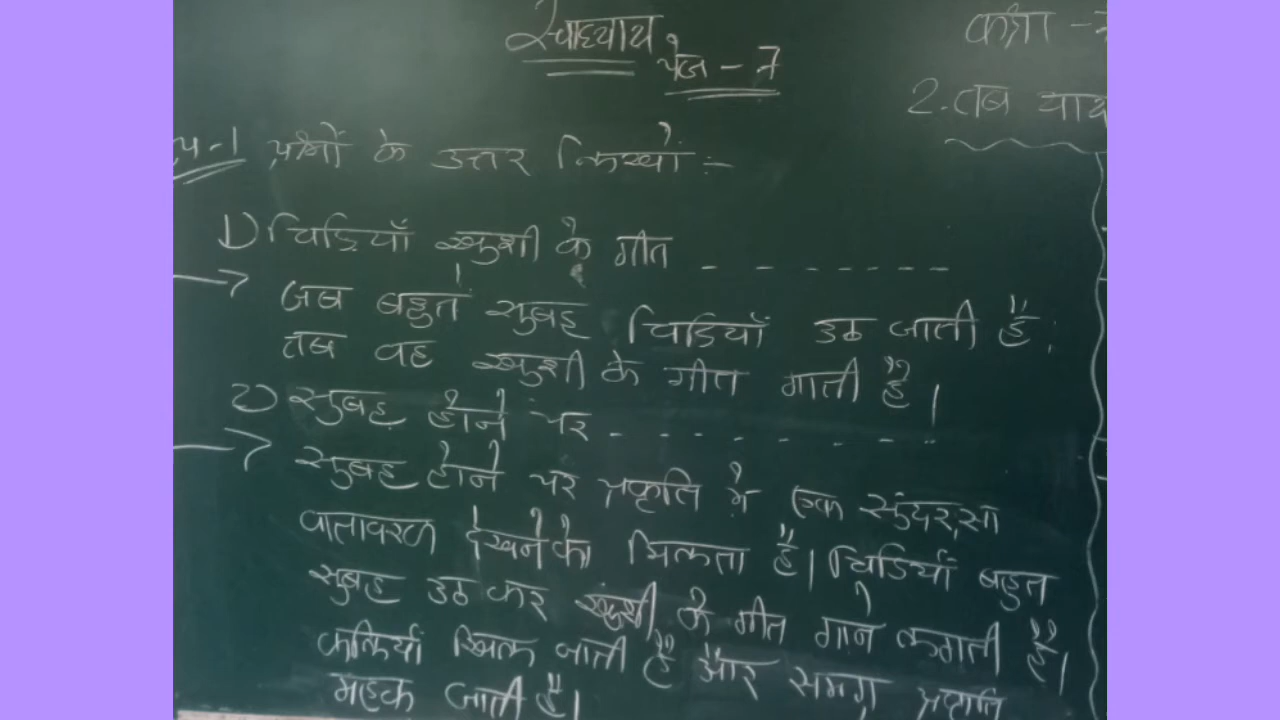 स्वाध्याय
पेज - 7
कक्षा -
2. तब याद
प्र-1 प्रश्नों के उत्तर लिखो :-
1) चिड़ियाँ खुशी के गीत - - - - - - -
→ जब बहुत सुबह चिडियाँ उठ जाती हैं;
तब वह खुशी के गीत गाती हैं।
2) सुबह होने पर - - - - - - - - -
→ सुबह होने पर प्रकृति में एक सुंदर,सा
वातावरण देखने को मिलता है। चिडियाँ बहुत
सुबह उठ कर खुशी के गीत गाने लगती हैं।
कलियाँ खिल जाती हैं और समग्र प्रकृति
महक जाती है।